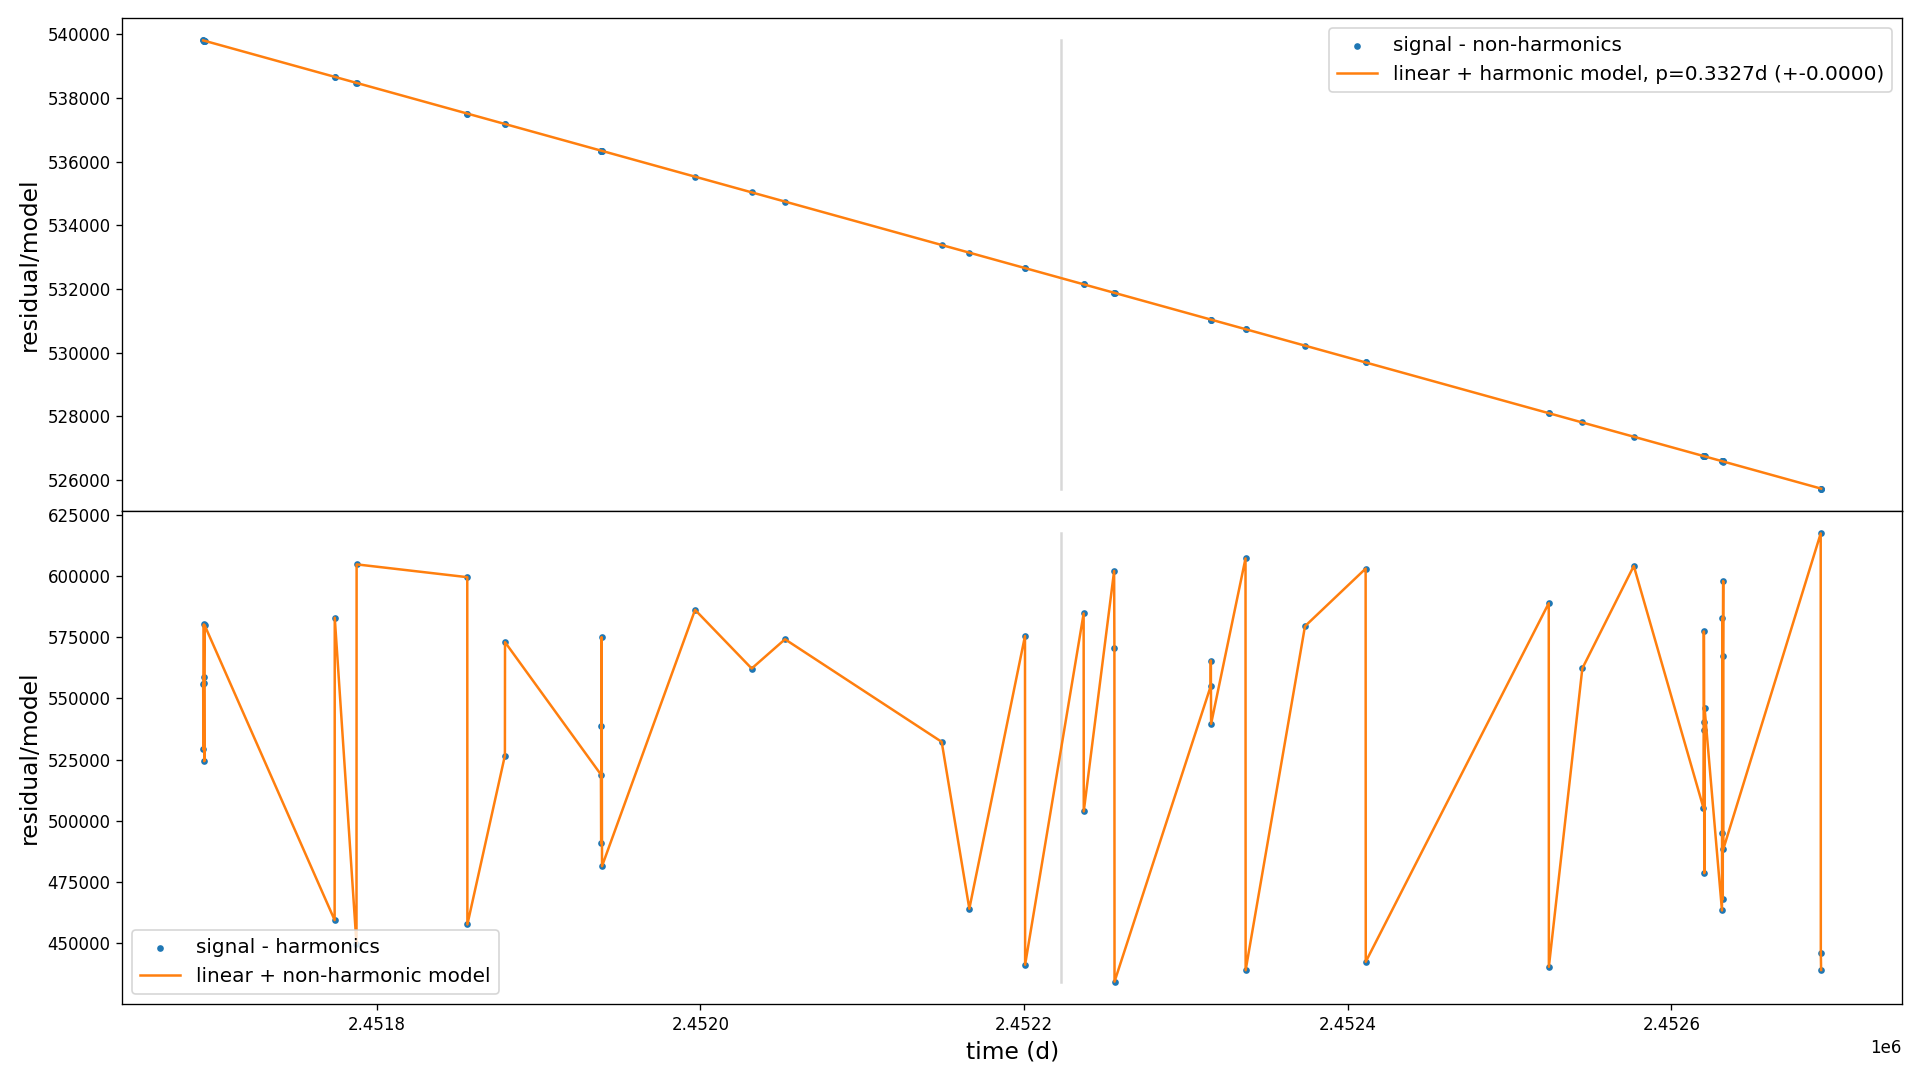 540000
538000
536000
534000
532000
530000
528000
526000
residual/model
signal - non-harmonics
linear + harmonic model, p=0.3327d (+-0.0000)
625000
600000
575000
550000
525000
500000
475000
450000
residual/model
signal - harmonics
linear + non-harmonic model
2.4518
2.4520
2.4522
2.4524
2.4526
time (d)
1e6